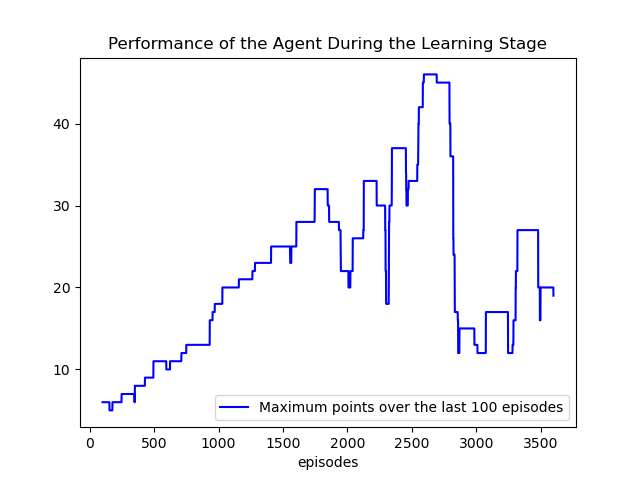 Performance of the Agent During the Learning Stage
40
30
20
10
Maximum points over the last 100 episodes
0 500 1000 1500 2000 2500 3000 3500
episodes